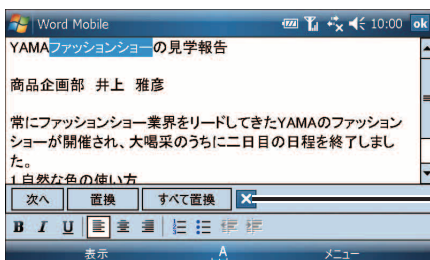 Word Mobile 10:00 ok
YAMAファッションショーの見学報告
商品企画部 井上 雅彦
常にファッションショー業界をリードしてきたYAMAのファッション
ショーが開催され、大喝采のうちに二日目の日程を終了しまし
た。
1.自然な色の使い方
次へ 置換 すべて置換
B I U
表示 A メニュー